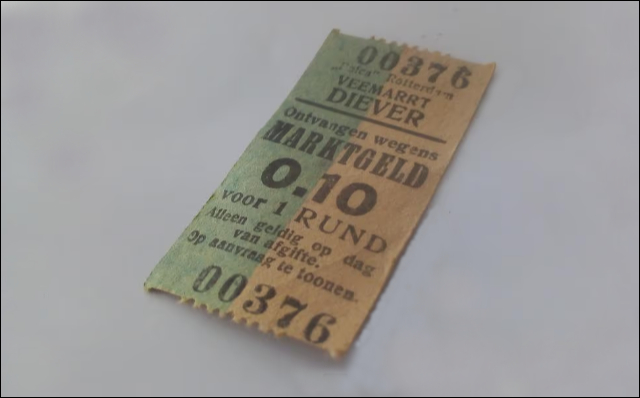 00376
Rotterdam
VEEMARRT
DIEVER
Ontvangen wegens
MARKTGELD
0.10
voor 1 RUND
Alleen geldig op dag
van afgifte.
Op aanvraag te toonen.
00376